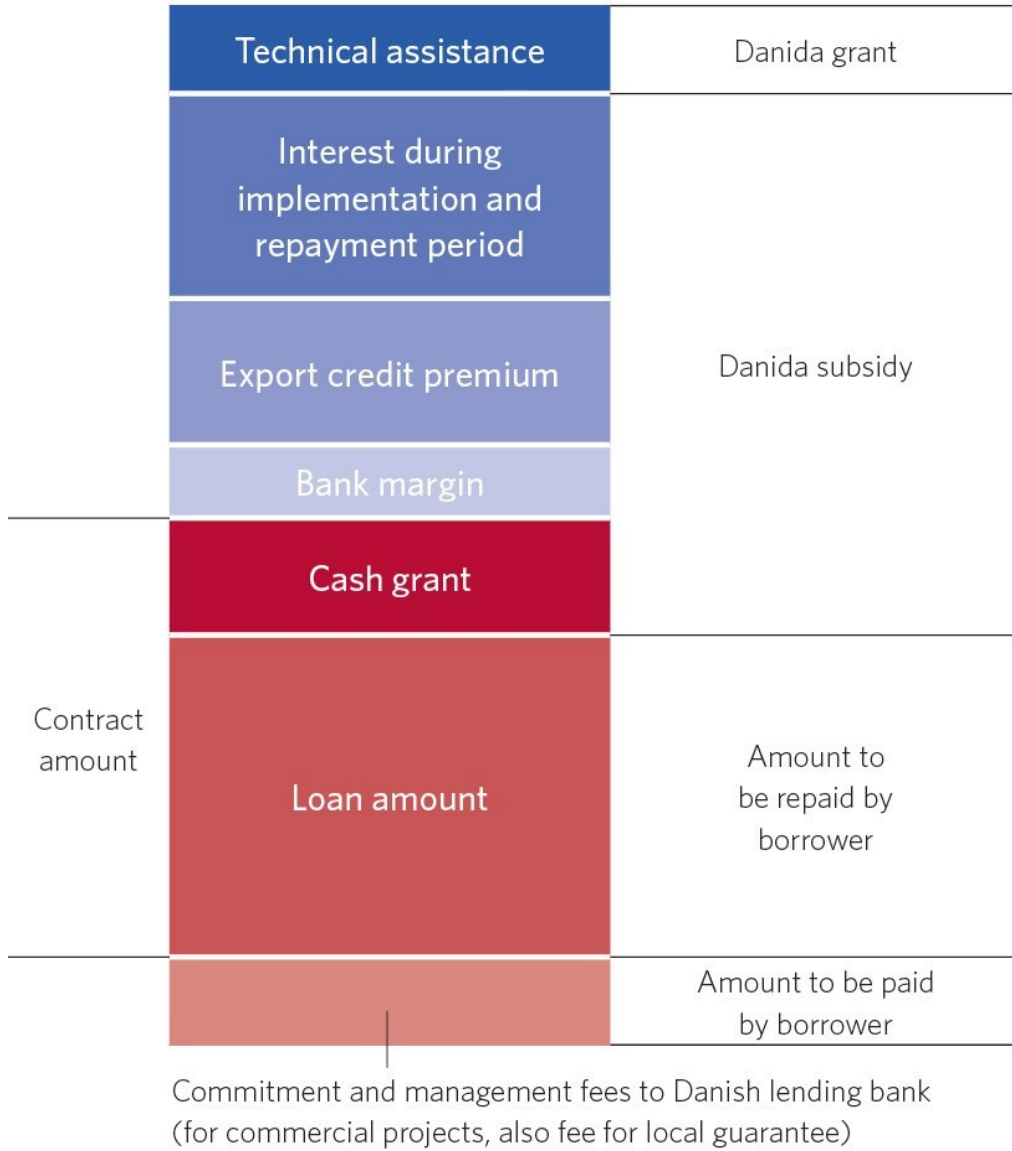 Technical assistance
Danida grant
Interest during
implementation and
repayment period
Export credit premium
Danida subsidy
Bank margin
Cash grant
Contract
amount
Loan amount
Amount to
be repaid by
borrower
Amount to be paid
by borrower
Commitment and management fees to Danish lending bank
(for commercial projects, also fee for local guarantee)